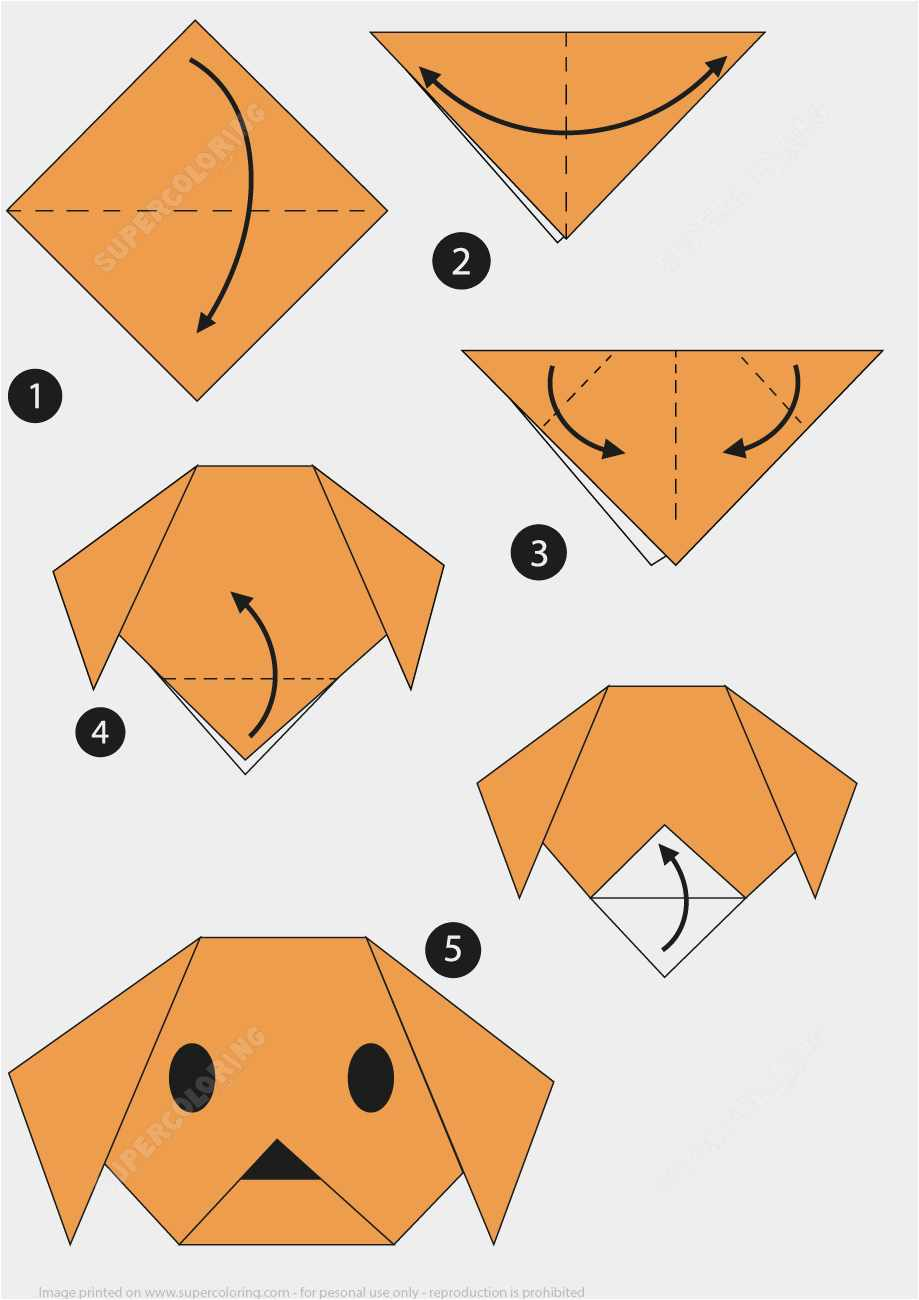 SUPERCOLORING
1
2
3
4
5
SUPERCOLORING
Image printed on www.supercoloring.com - for pesonal use only - reproduction is prohibited